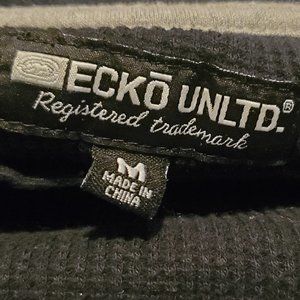 ECKŌ UNLTD.®
Registered trademark
M
MADE IN
CHINA